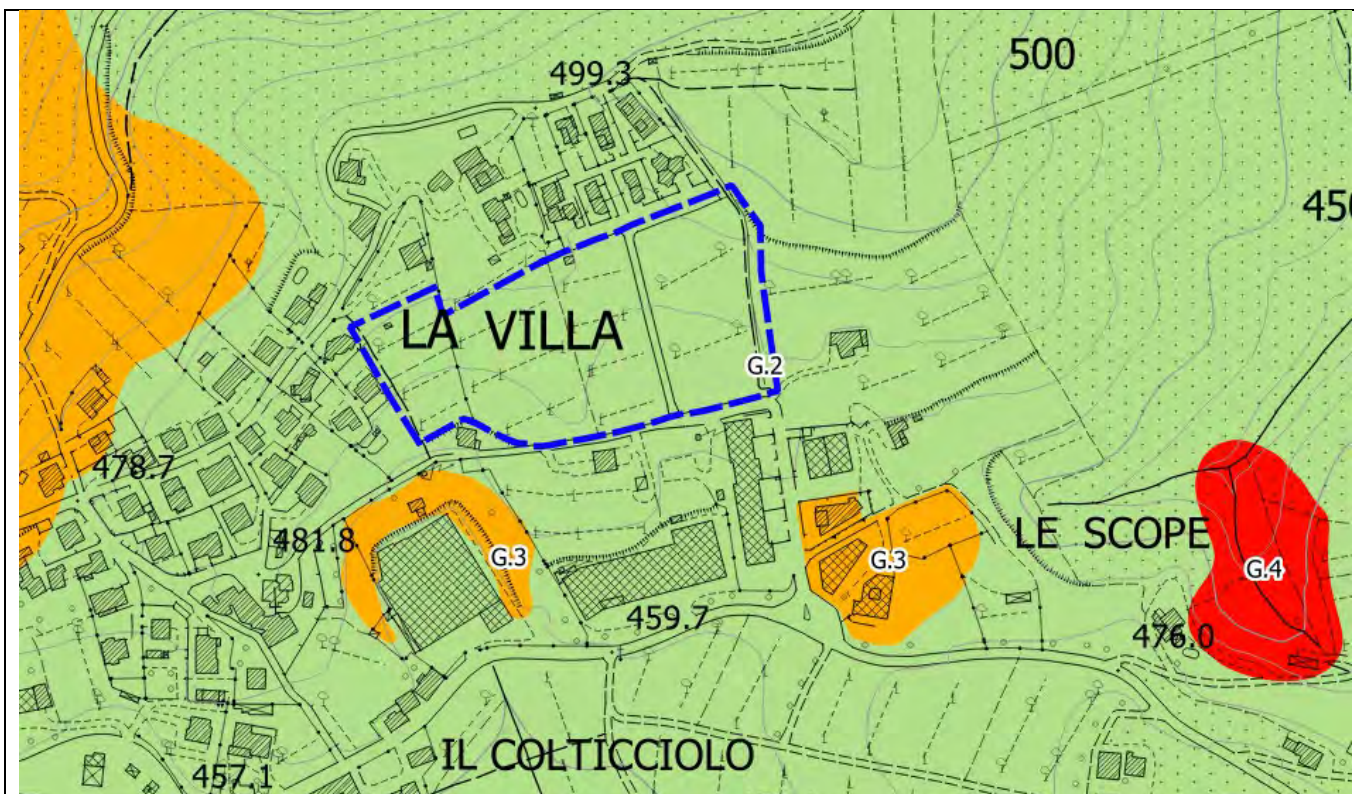 500
499.3
450
LA VILLA
G.2
478.7
481.8
G.3
G.3
LE SCOPE
G.4
459.7
476.0
IL COLTICCIOLO
457.1